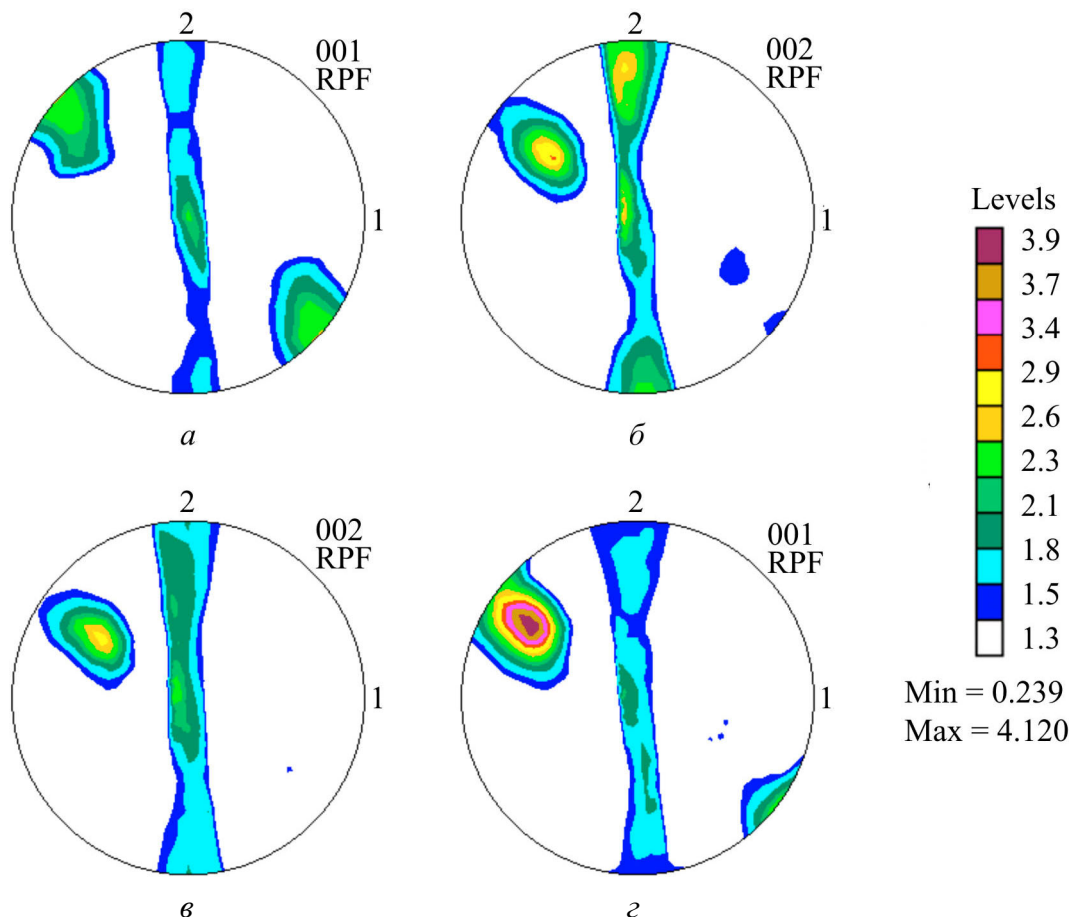 2
001
RPF
1
а
2
002
RPF
1
б
2
002
RPF
1
в
2
001
RPF
1
г
Levels
3.9
3.7
3.4
2.9
2.6
2.3
2.1
1.8
1.5
1.3
Min = 0.239
Max = 4.120